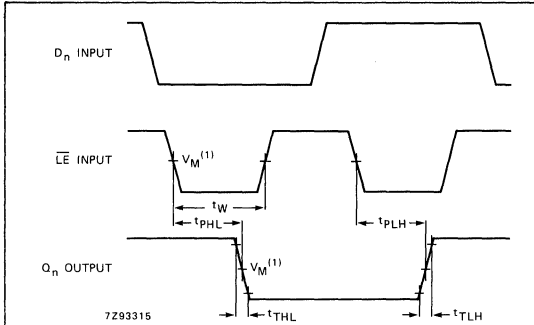 Dn INPUT
LE INPUT
VM(1)
tW
tPHL
tPLH
Qn OUTPUT
VM(1)
7Z93315
tTHL
tTLH